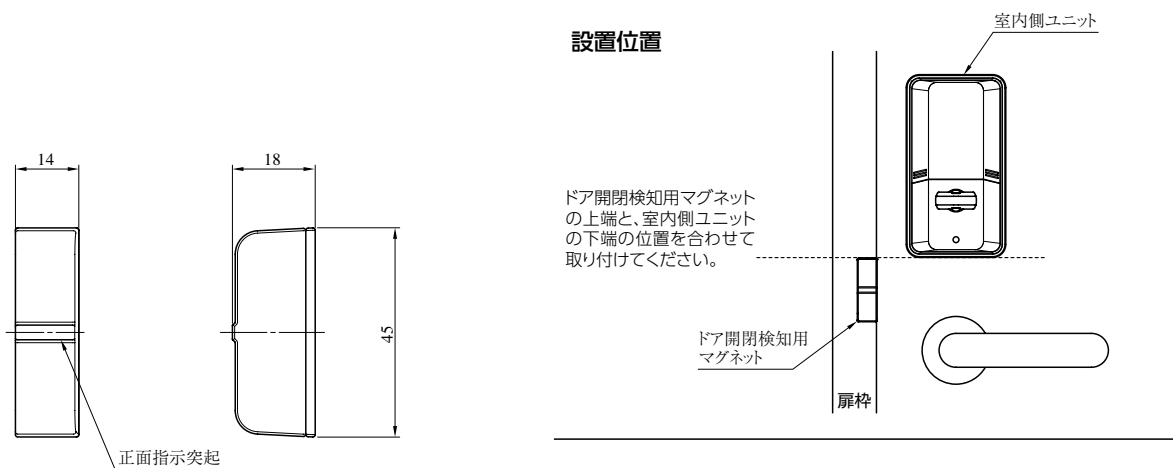 設置位置
室内側ユニット
14
18
45
正面指示突起
ドア開閉検知用マグネット
の上端と、室内側ユニット
の下端の位置を合わせて
取り付けてください。
ドア開閉検知用
マグネット
扉枠